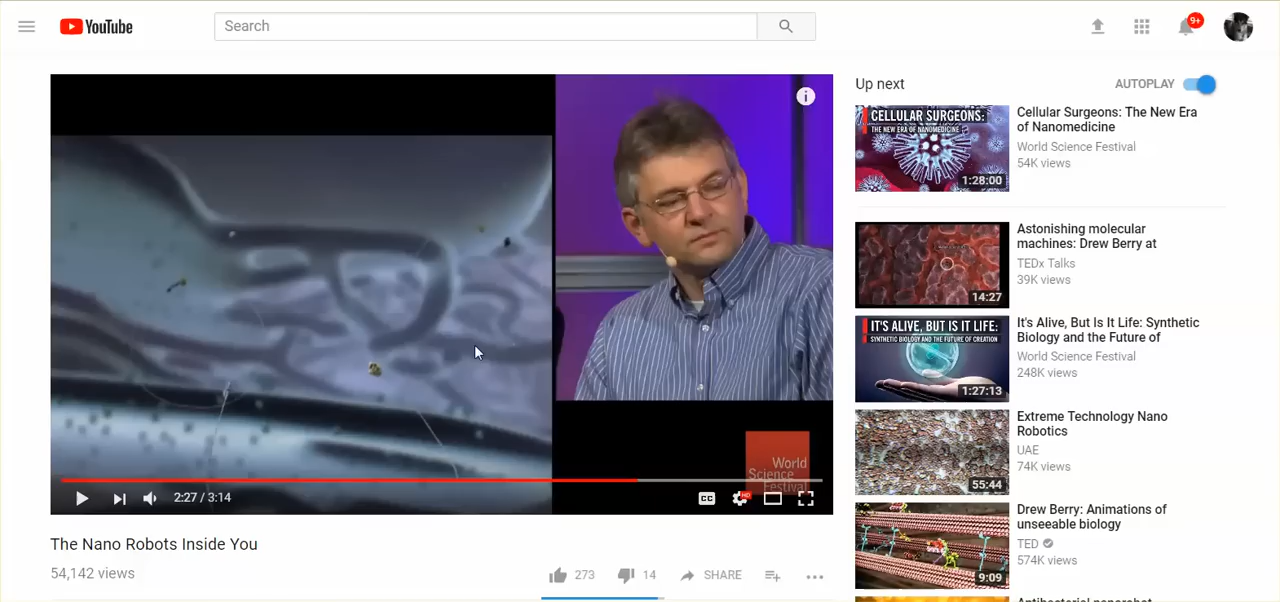 YouTube
Search
9+
i
World
Science
Festival
2:27 / 3:14
CC
HD
The Nano Robots Inside You
54,142 views
273
14
SHARE
Up next
AUTOPLAY
CELLULAR SURGEONS:
THE NEW ERA OF NANOMEDICINE
1:28:00
Cellular Surgeons: The New Era
of Nanomedicine
World Science Festival
54K views
14:27
Astonishing molecular
machines: Drew Berry at
TEDx Talks
39K views
IT'S ALIVE, BUT IS IT LIFE:
SYNTHETIC BIOLOGY AND THE FUTURE OF CREATION
1:27:13
It's Alive, But Is It Life: Synthetic
Biology and the Future of
World Science Festival
248K views
55:44
Extreme Technology Nano
Robotics
UAE
74K views
9:09
Drew Berry: Animations of
unseeable biology
TED
574K views